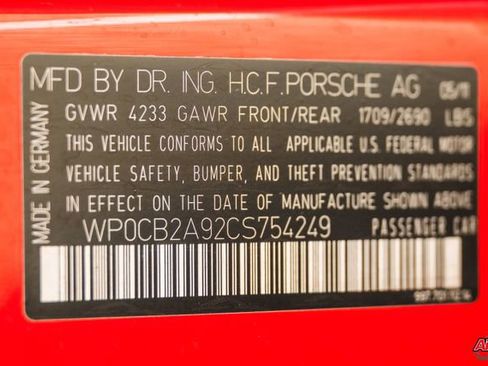 MFD BY DR. ING. H.C.F. PORSCHE AG 05/11
GVWR 4233 GAWR FRONT/REAR 1709/2690 LBS
THIS VEHICLE CONFORMS TO ALL APPLICABLE U.S. FEDERAL MOTOR
VEHICLE SAFETY, BUMPER, AND THEFT PREVENTION STANDARDS
IN EFFECT ON THE DATE OF MANUFACTURE SHOWN ABOVE.
WP0CB2A92CS754249 PASSENGER CAR
MADE IN GERMANY